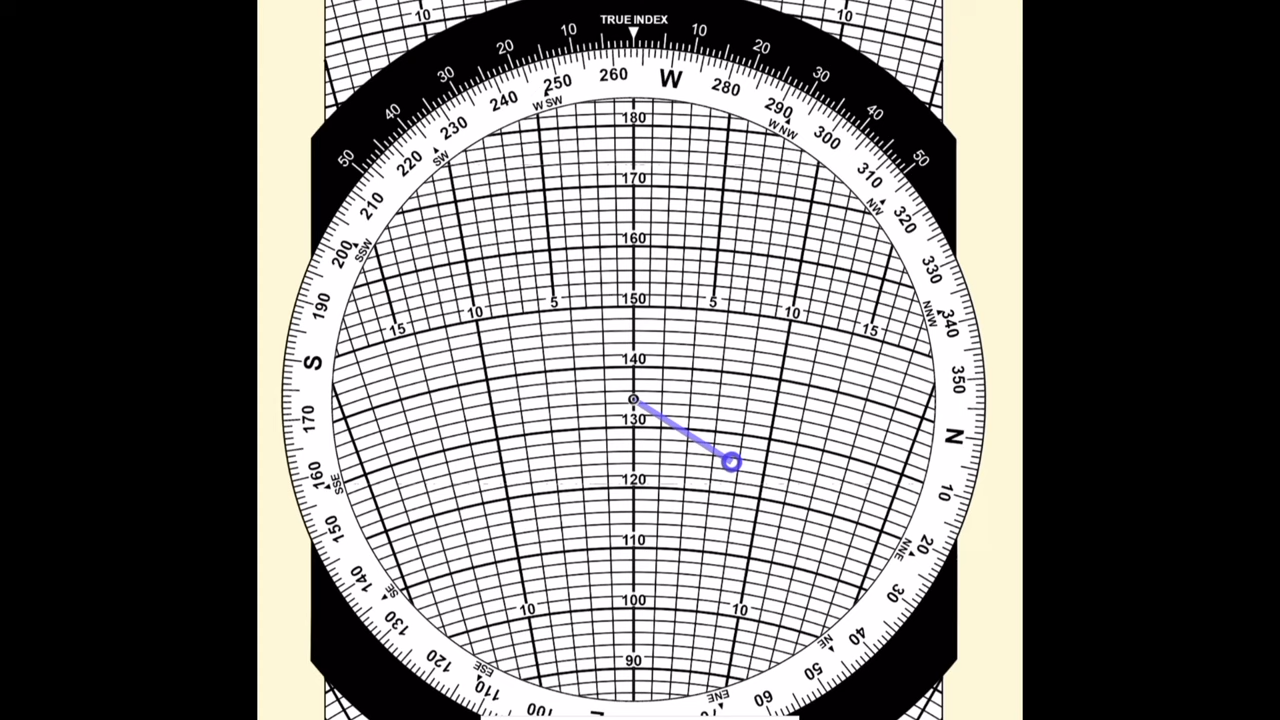 10 10
TRUE INDEX
50 40 30 20 10 10 20 30 40 50
260 W 280 290 WNW 300 310 NW 320 330 NNW 340 350 N 10 20 NNE 30 40 NE 50 60 ENE
100 110 ESE 120 130 SE 140 150 160 SSE 170 S 190 200 SSW 210 220 SW 230 240 W SW 250
180
170
160
15 10 5 150 5 10 15
140
130
120
110
10 100 10
90